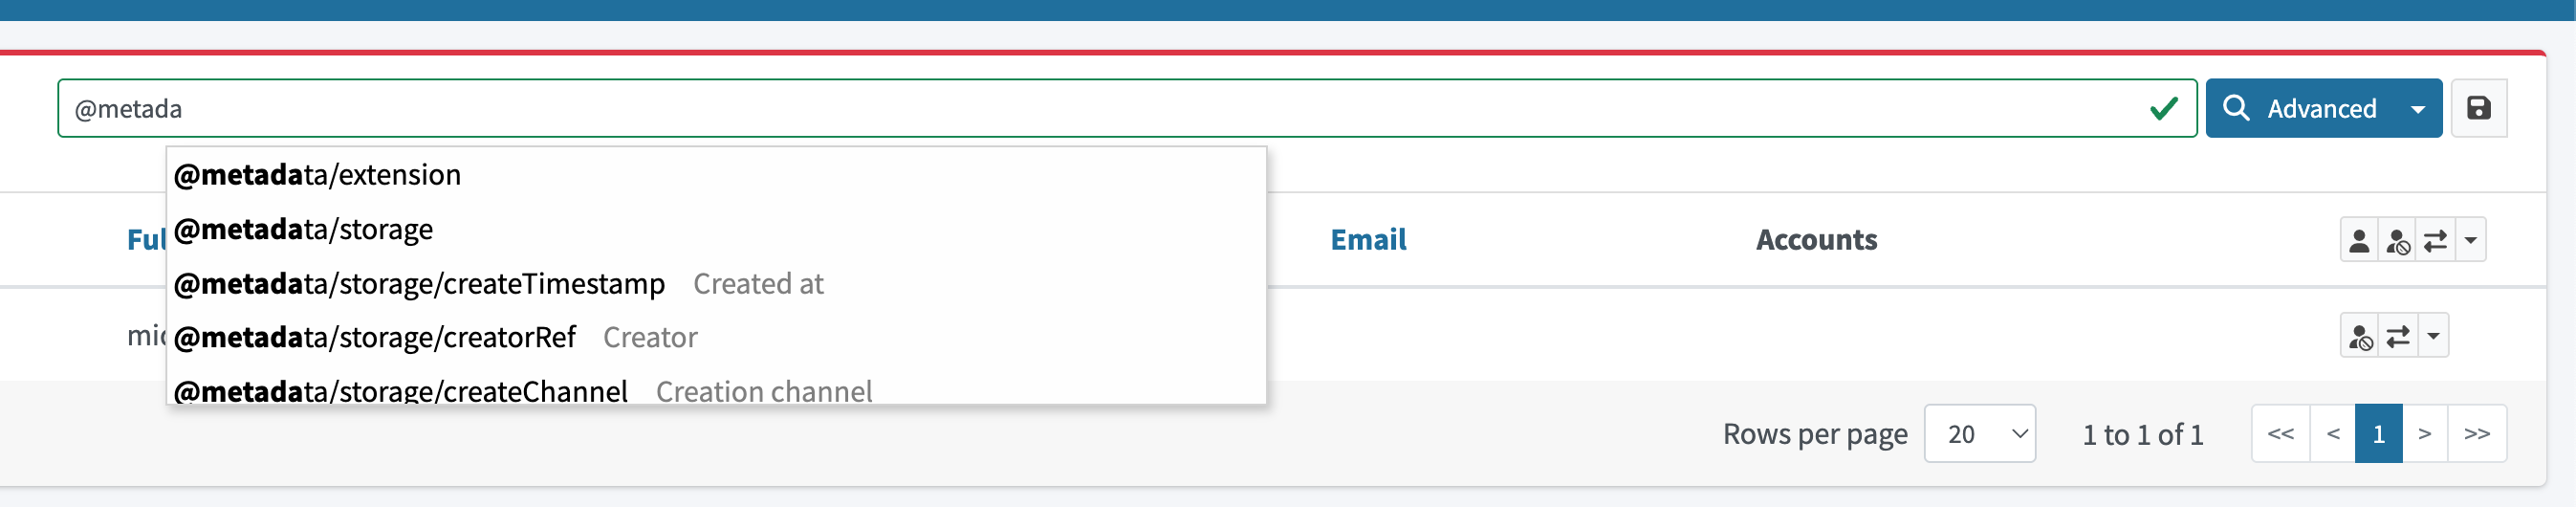 @metada
Advanced
@metadata/extension
@metadata/storage
Ful Email Accounts
@metadata/storage/createTimestamp Created at
@metadata/storage/creatorRef Creator
mic
@metadata/storage/createChannel Creation channel
Rows per page 20 1 to 1 of 1 << < 1 > >>